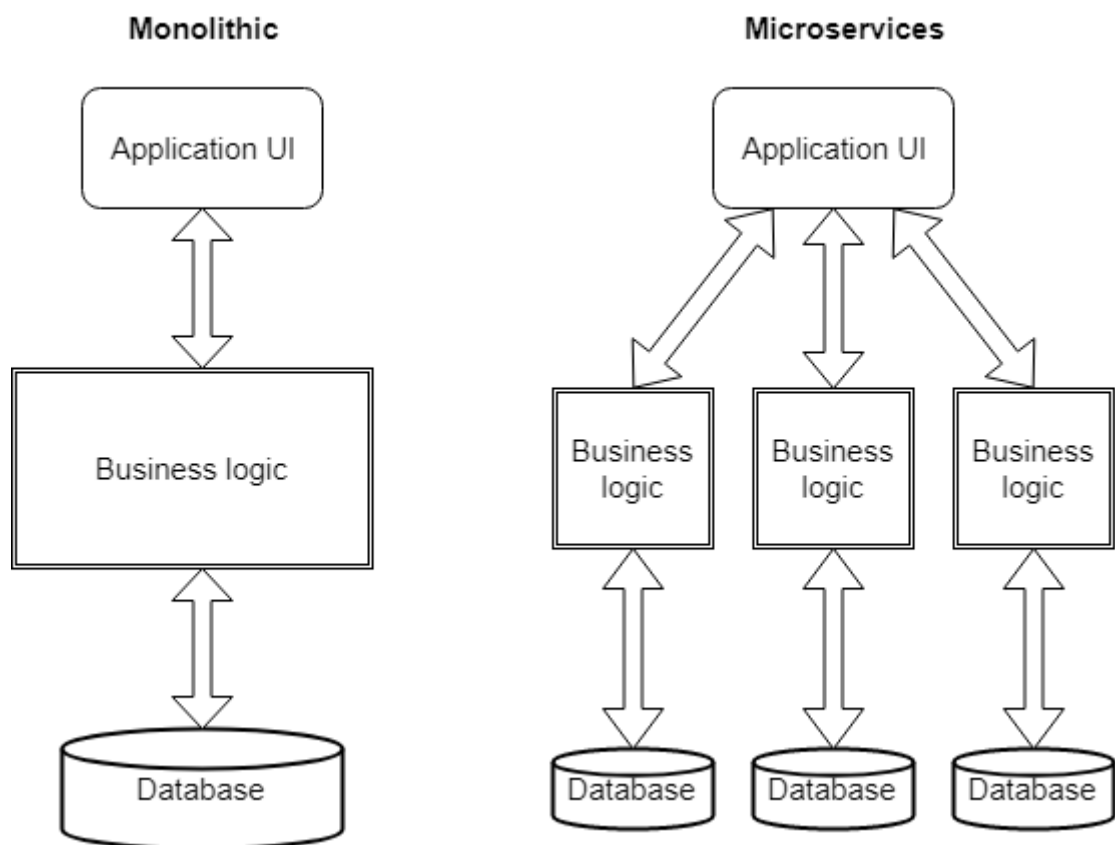 Monolithic
Microservices
Application UI
Application UI
Business logic
Business
logic
Business
logic
Business
logic
Database
Database
Database
Database